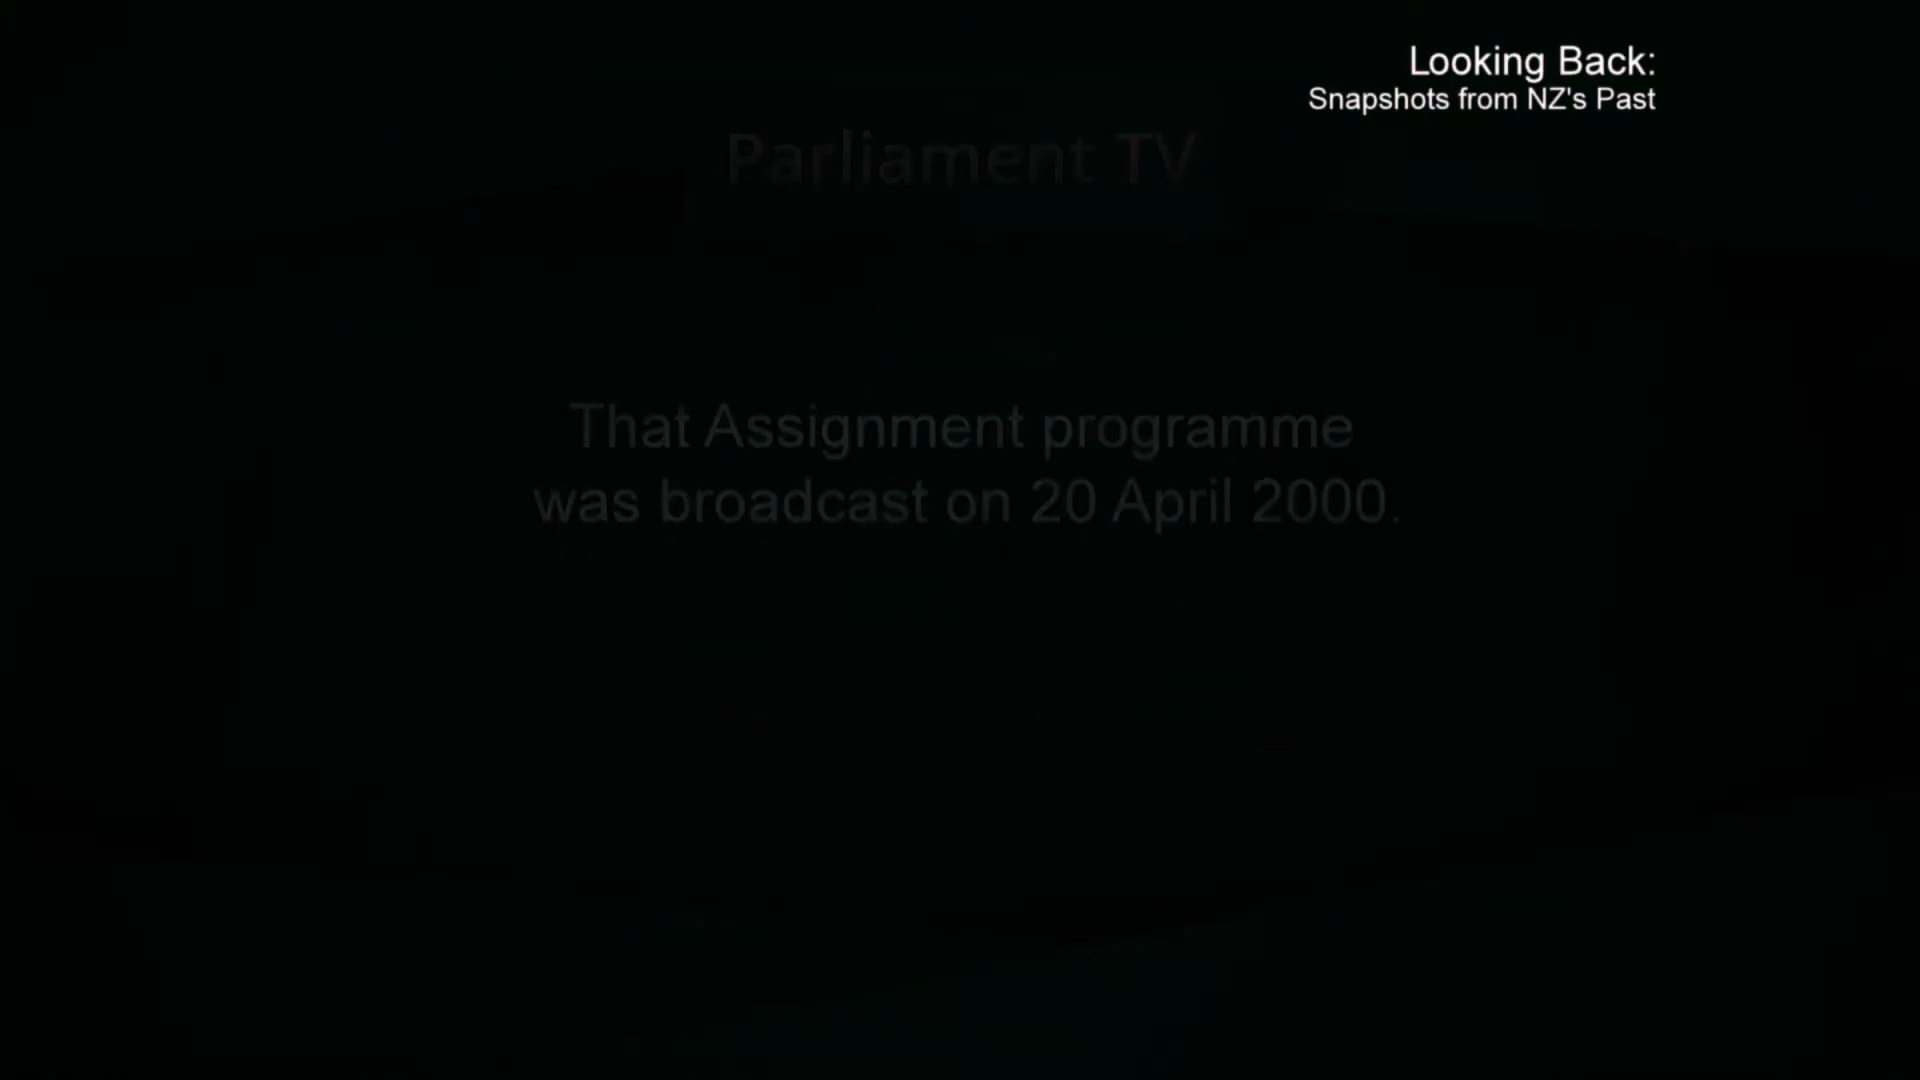 Looking Back:
Snapshots from NZ's Past
Parliament TV
That Assignment programme
was broadcast on 20 April 2000.